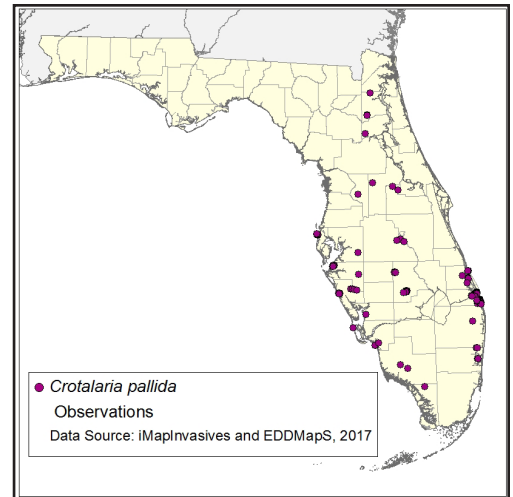 Crotalaria pallida
Observations
Data Source: iMapInvasives and EDDMapS, 2017